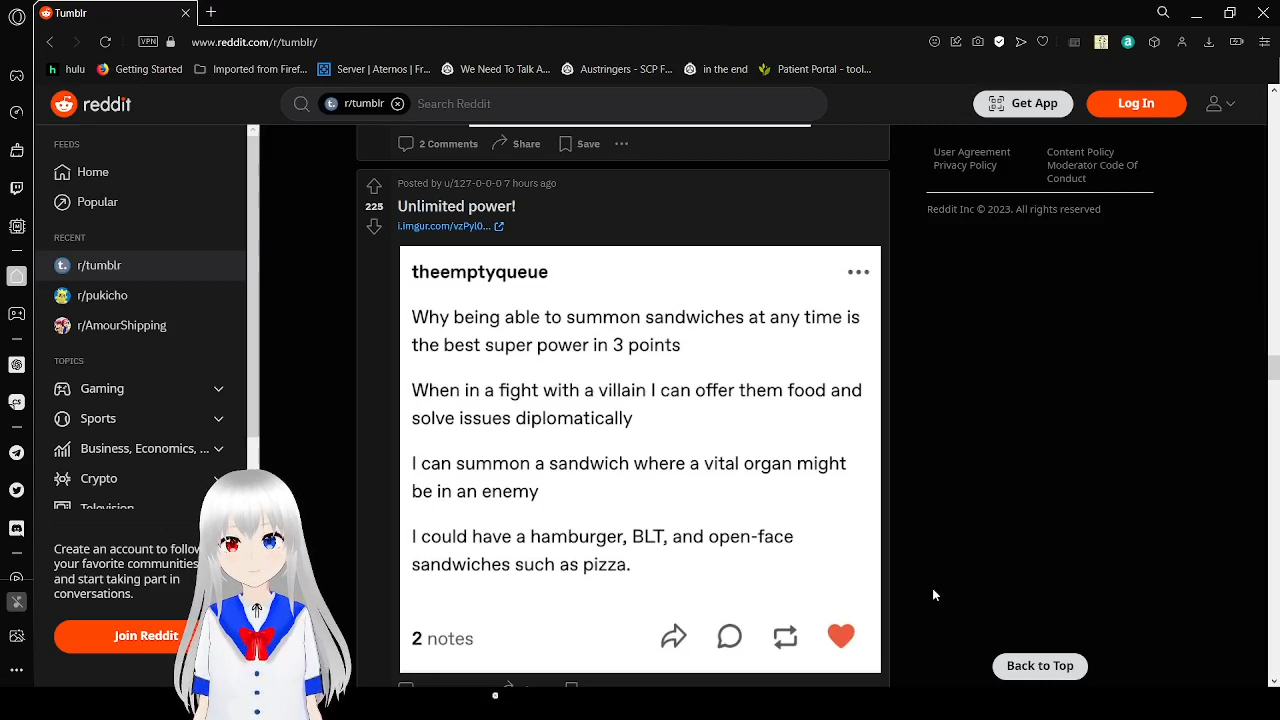 Tumblr
VPN
www.reddit.com/r/tumblr/
hulu
Getting Started
Imported from Firef...
Server | Aternos | Fr...
We Need To Talk A...
Austringers - SCP F...
in the end
Patient Portal - tool...
reddit
r/tumblr
Search Reddit
Get App
Log In
FEEDS
Home
Popular
RECENT
r/tumblr
r/pukicho
r/AmourShipping
TOPICS
Gaming
Sports
Business, Economics, ...
Crypto
Television
Create an account to follow
your favorite communities
and start taking part in
conversations.
Join Reddit
2 Comments
Share
Save
Posted by u/127-0-0-0 7 hours ago
225
Unlimited power!
i.imgur.com/vzPyl0...
theemptyqueue
Why being able to summon sandwiches at any time is
the best super power in 3 points
When in a fight with a villain I can offer them food and
solve issues diplomatically
I can summon a sandwich where a vital organ might
be in an enemy
I could have a hamburger, BLT, and open-face
sandwiches such as pizza.
2 notes
User Agreement
Privacy Policy
Content Policy
Moderator Code Of
Conduct
Reddit Inc © 2023. All rights reserved
Back to Top